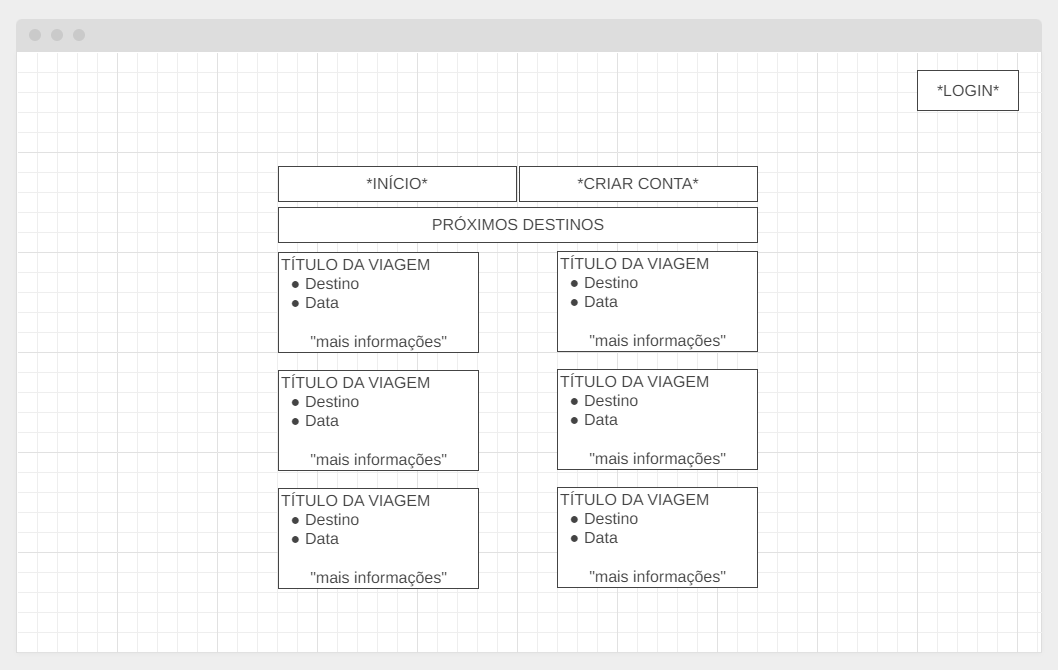 *LOGIN*
*INÍCIO*
*CRIAR CONTA*
PRÓXIMOS DESTINOS
TÍTULO DA VIAGEM
● Destino
● Data
"mais informações"
TÍTULO DA VIAGEM
● Destino
● Data
"mais informações"
TÍTULO DA VIAGEM
● Destino
● Data
"mais informações"
TÍTULO DA VIAGEM
● Destino
● Data
"mais informações"
TÍTULO DA VIAGEM
● Destino
● Data
"mais informações"
TÍTULO DA VIAGEM
● Destino
● Data
"mais informações"